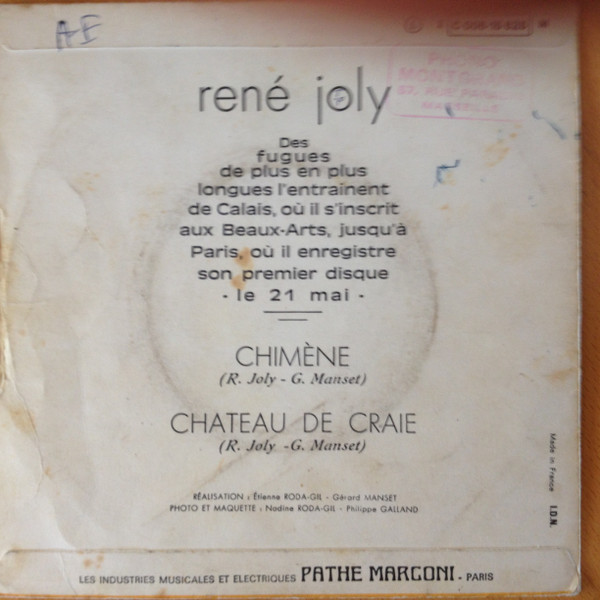 A-E
rené joly
PHONO
MONTGRAND
MARSEILLE
Des
fugues
de plus en plus
longues l'entraînent
de Calais, où il s'inscrit
aux Beaux-Arts, jusqu'à
Paris, où il enregistre
son premier disque
- le 21 mai -
CHIMÈNE
(R. Joly - G. Manset)
CHATEAU DE CRAIE
(R. Joly -G. Manset)
RÉALISATION : Étienne RODA-GIL - Gérard MANSET
PHOTO ET MAQUETTE : Nadine RODA-GIL - Philippe GALLAND
Made in France I.D.N.
LES INDUSTRIES MUSICALES ET ELECTRIQUES PATHE MARCONI - PARIS